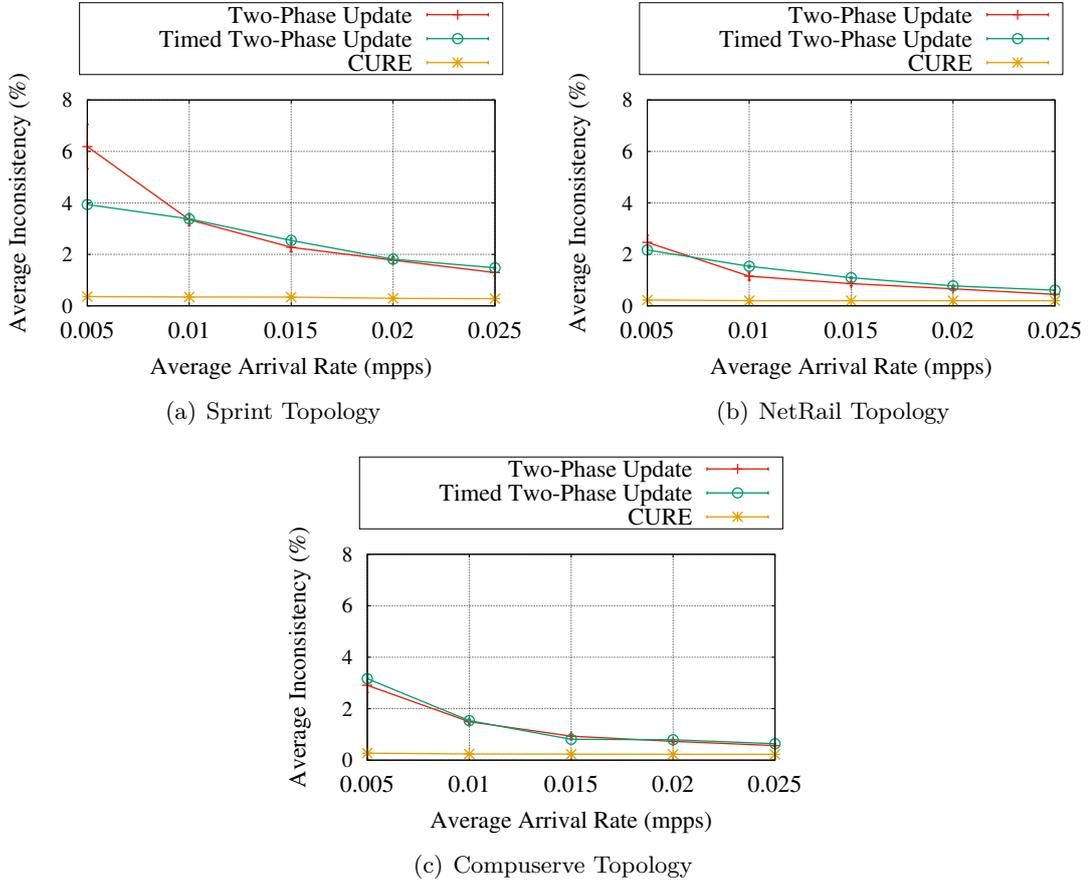 Two-Phase Update
Timed Two-Phase Update
CURE
Average Inconsistency (%)
8
6
4
2
0
0.005 0.01 0.015 0.02 0.025
Average Arrival Rate (mpps)
(a) Sprint Topology
Two-Phase Update
Timed Two-Phase Update
CURE
Average Inconsistency (%)
8
6
4
2
0
0.005 0.01 0.015 0.02 0.025
Average Arrival Rate (mpps)
(b) NetRail Topology
Two-Phase Update
Timed Two-Phase Update
CURE
Average Inconsistency (%)
8
6
4
2
0
0.005 0.01 0.015 0.02 0.025
Average Arrival Rate (mpps)
(c) Compuserve Topology